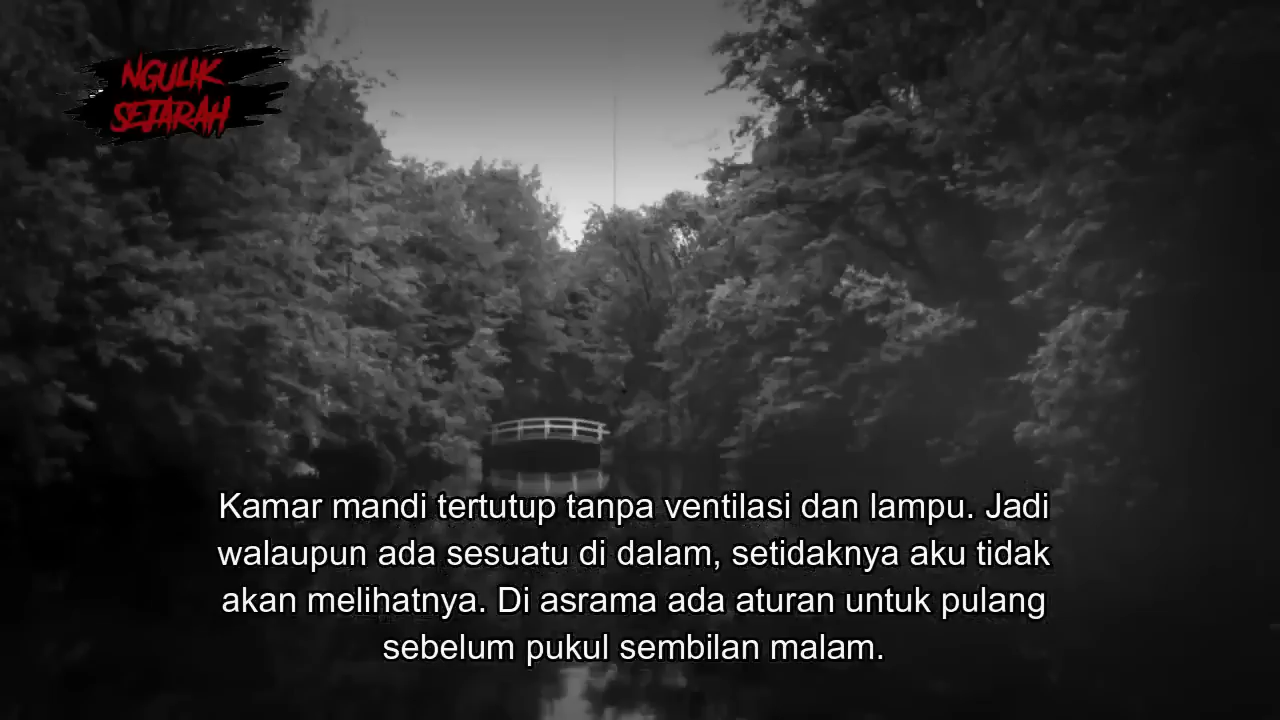 NGULIK
SEJARAH
Kamar mandi tertutup tanpa ventilasi dan lampu. Jadi
walaupun ada sesuatu di dalam, setidaknya aku tidak
akan melihatnya. Di asrama ada aturan untuk pulang
sebelum pukul sembilan malam.